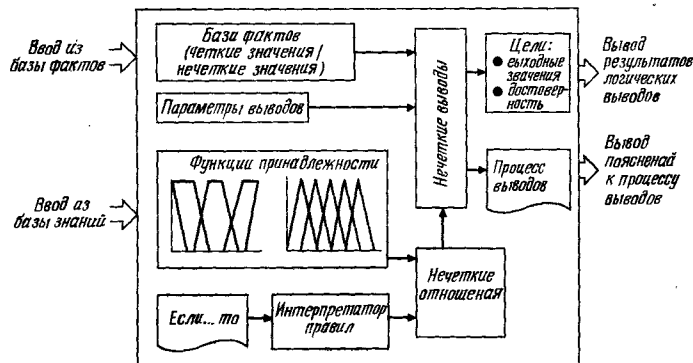 Ввод из
базы фактов
База фактов
(четкие значения/
нечеткие значения)
Параметры выводов
Функции принадлежности
Ввод из
базы знаний
Если... то
Интерпретатор
правил
Нечеткие
отношения
Нечеткие выводы
Цели:
● выходные
значения
● достовер-
ность
Процесс
выводов
Вывод
результатов
логических
выводов
Вывод
пояснений
к процессу
выводов